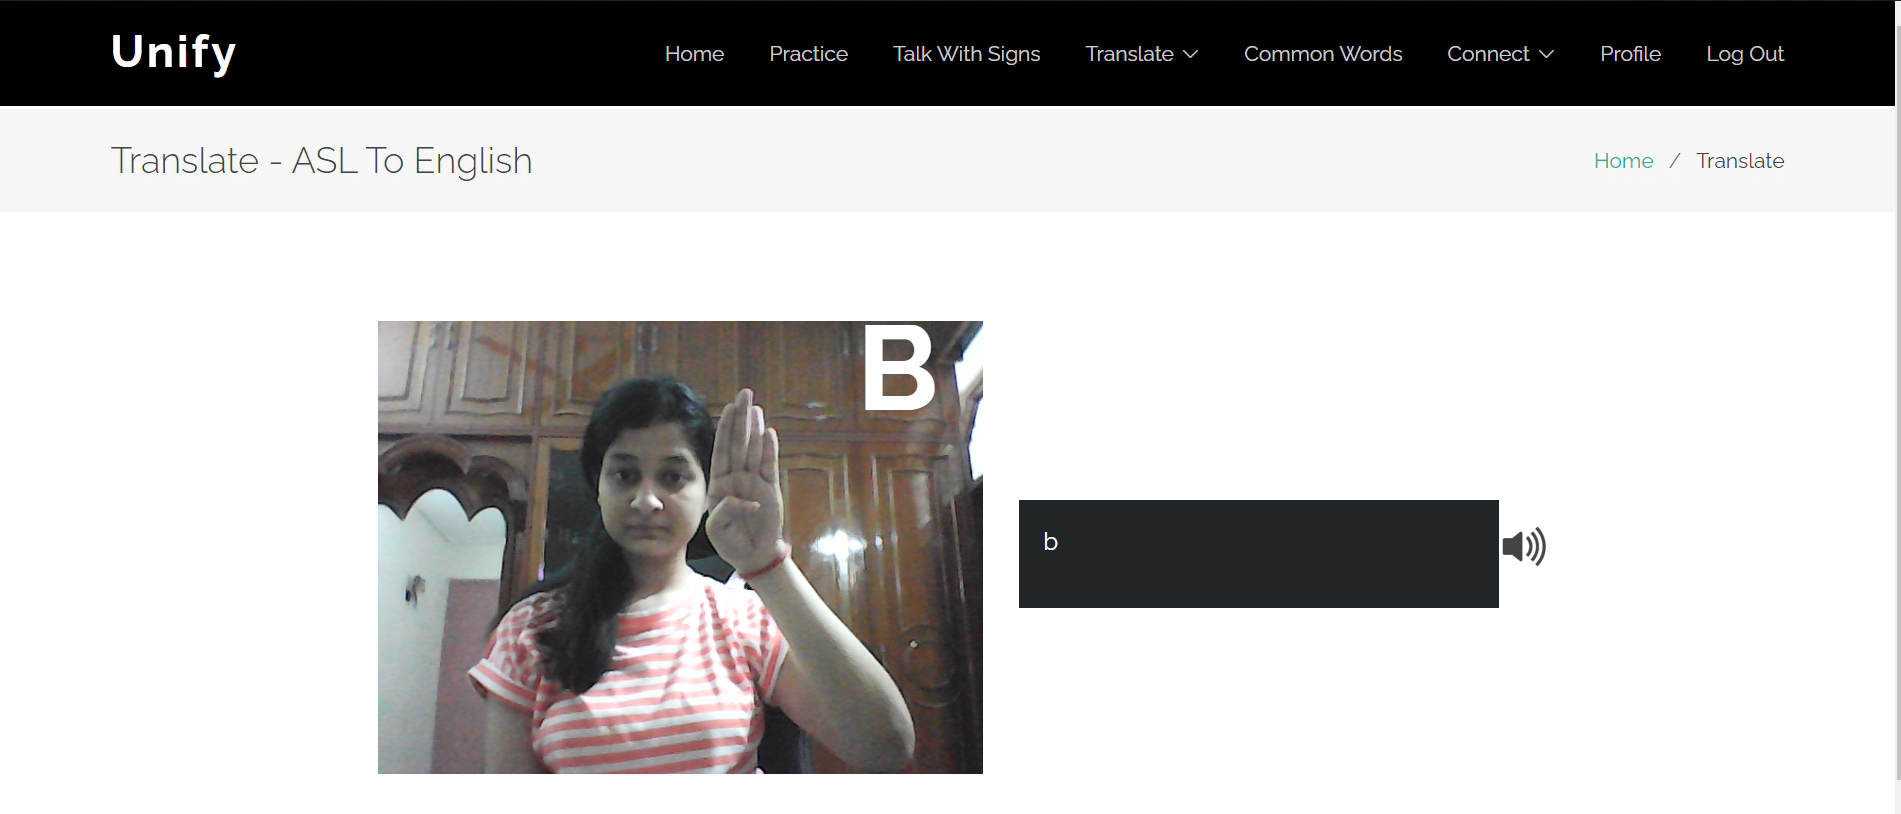 Unify
Home Practice Talk With Signs Translate Common Words Connect Profile Log Out
Translate - ASL To English
Home / Translate
B
b